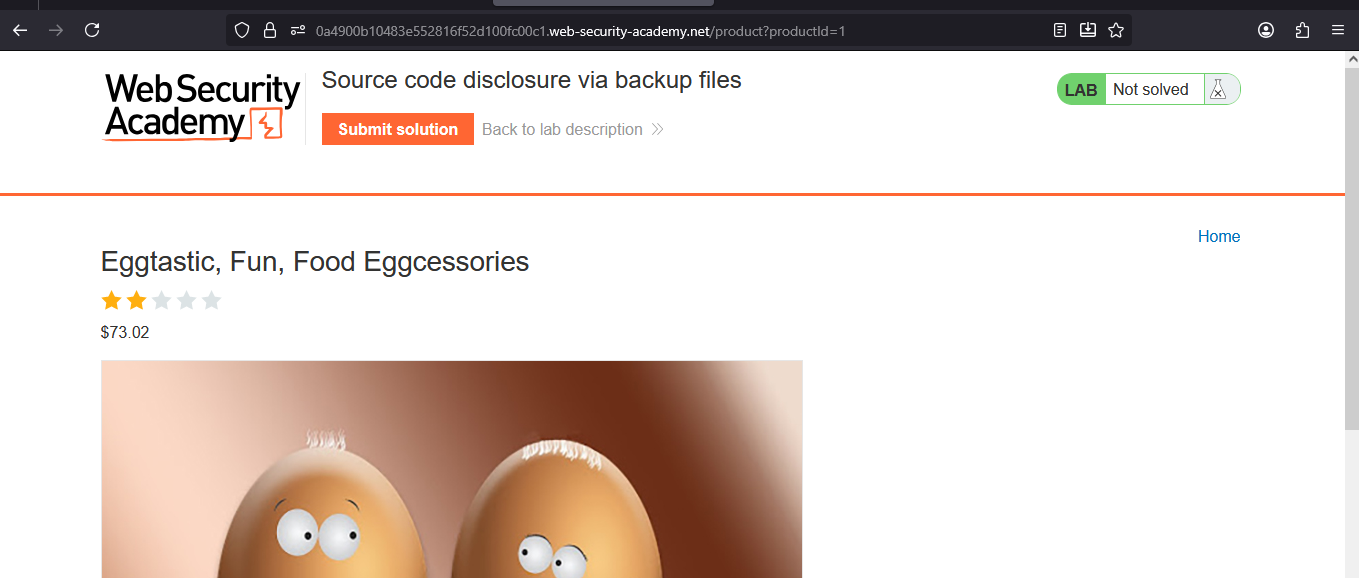 0a4900b10483e552816f52d100fc00c1.web-security-academy.net/product?productId=1
Web Security
Academy
Source code disclosure via backup files
Submit solution
Back to lab description
LAB Not solved
Home
Eggtastic, Fun, Food Eggcessories
$73.02